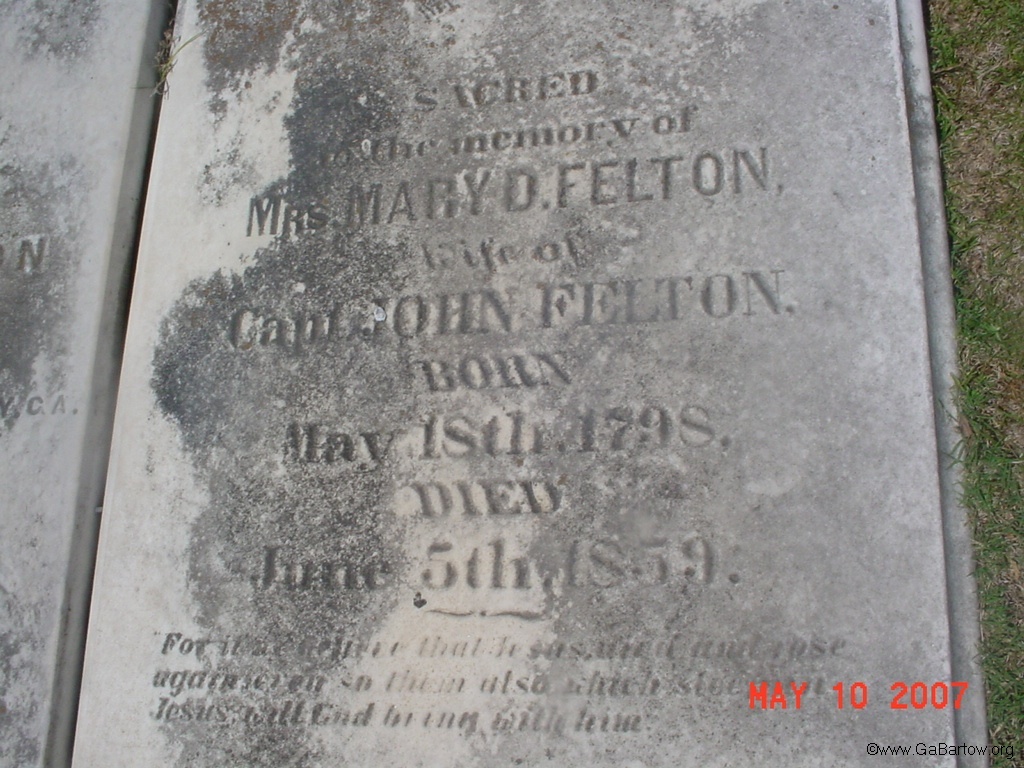 SACRED
to the memory of
Mrs. MARY D. FELTON,
Wife of
Capt. JOHN FELTON.
BORN
May 18th, 1798.
DIED
June 5th, 1859.
For if we believe that Jesus died and rose
again, even so them also which sleep in
Jesus, will God bring with him
ON
Y, C.A.
MAY 10 2007
©www.GaBartow.org